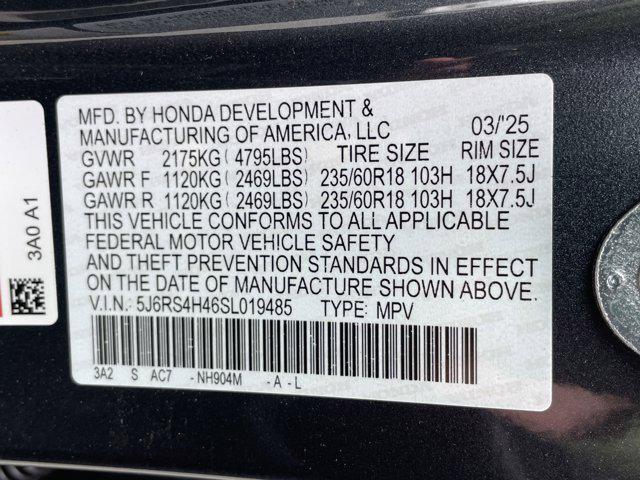 MFD. BY HONDA DEVELOPMENT &
MANUFACTURING OF AMERICA, LLC 03/'25
GVWR 2175KG ( 4795LBS) TIRE SIZE RIM SIZE
GAWR F 1120KG ( 2469LBS) 235/60R18 103H 18X7.5J
GAWR R 1120KG ( 2469LBS) 235/60R18 103H 18X7.5J
THIS VEHICLE CONFORMS TO ALL APPLICABLE
FEDERAL MOTOR VEHICLE SAFETY
AND THEFT PREVENTION STANDARDS IN EFFECT
ON THE DATE OF MANUFACTURE SHOWN ABOVE.
V.I.N.: 5J6RS4H46SL019485 TYPE: MPV
3A2 S AC7 -NH904M -A-L
3A0 A1